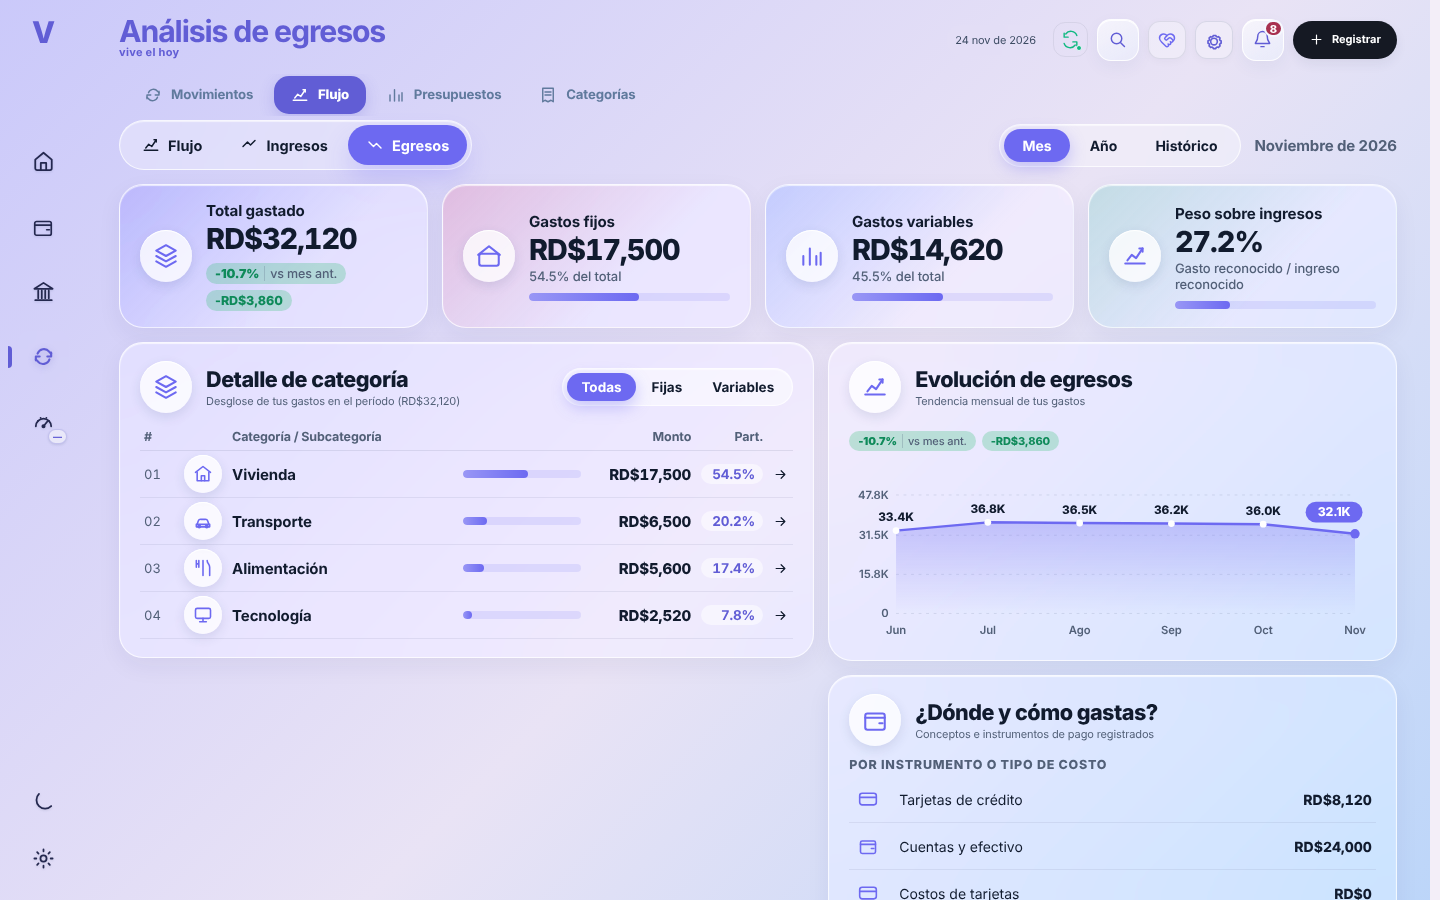 V
Análisis de egresos
vive el hoy
24 nov de 2026
8
Registrar
Movimientos
Flujo
Presupuestos
Categorías
Flujo
Ingresos
Egresos
Mes
Año
Histórico
Noviembre de 2026
Total gastado
RD$32,120
-10.7% vs mes ant.
-RD$3,860
Gastos fijos
RD$17,500
54.5% del total
Gastos variables
RD$14,620
45.5% del total
Peso sobre ingresos
27.2%
Gasto reconocido / ingreso
reconocido
Detalle de categoría
Desglose de tus gastos en el período (RD$32,120)
Todas
Fijas
Variables
# Categoría / Subcategoría Monto Part.
01 Vivienda RD$17,500 54.5% →
02 Transporte RD$6,500 20.2% →
03 Alimentación RD$5,600 17.4% →
04 Tecnología RD$2,520 7.8% →
Evolución de egresos
Tendencia mensual de tus gastos
-10.7% vs mes ant.
-RD$3,860
47.8K
31.5K
15.8K
0
33.4K
36.8K
36.5K
36.2K
36.0K
32.1K
Jun
Jul
Ago
Sep
Oct
Nov
¿Dónde y cómo gastas?
Conceptos e instrumentos de pago registrados
POR INSTRUMENTO O TIPO DE COSTO
Tarjetas de crédito RD$8,120
Cuentas y efectivo RD$24,000
Costos de tarjetas RD$0